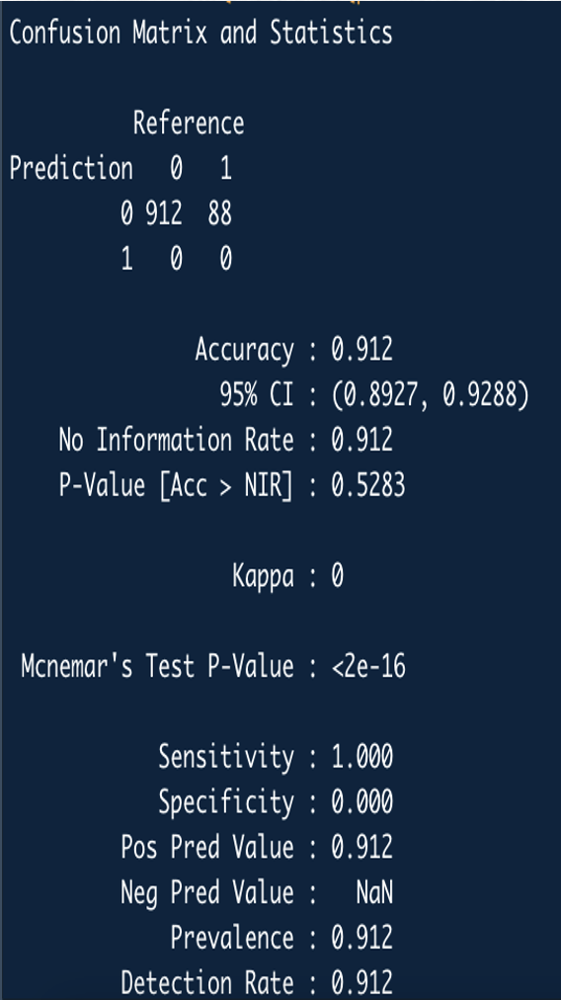 Confusion Matrix and Statistics
Reference
Prediction 0 1
0 912 88
1 0 0
Accuracy : 0.912
95% CI : (0.8927, 0.9288)
No Information Rate : 0.912
P-Value [Acc > NIR] : 0.5283
Kappa : 0
Mcnemar's Test P-Value : <2e-16
Sensitivity : 1.000
Specificity : 0.000
Pos Pred Value : 0.912
Neg Pred Value : NaN
Prevalence : 0.912
Detection Rate : 0.912